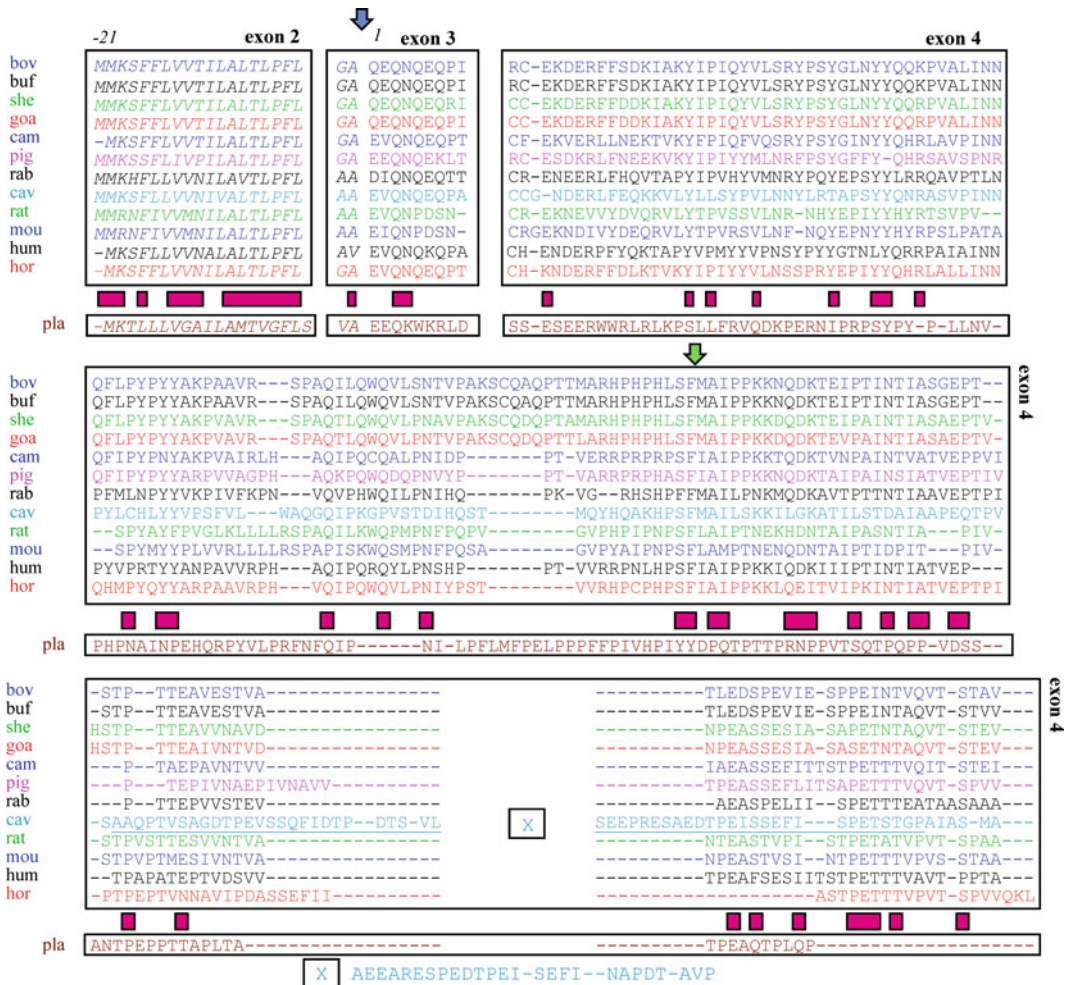 -21 exon 2 1 exon 3 exon 4
bov MMKSFFLVVTILALTLPFL GA QEQNQEQPI RC-EKDERFFSDKIAKYIPIQYVLSRYPSYGLNYYQQKPVALINN
buf MMKSFFLVVTILALTLPFL GA QEQNQEQPI RC-EKDERFFSDKIAKYIPIQYVLSRYPSYGLNYYQQKPVALINN
she MMKSFFLVVTILALTLPFL GA QEQNQEQRI CC-EKDERFFDDKIAKYIPIQYVLSRYPSYGLNYYQQRPVALINN
goa MMKSFFLVVTILALTLPFL GA QEQNQEQPI CC-EKDERFFDDKIAKYIPIQYVLSRYPSYGLNYYQQRPVALINN
cam -MKSFFLVVTILALTLPFL GA EVQNQEQPT CF-EKVERLLNEKTVKYFPIQFVQSRYPSYGINYYQHRLAVPINN
pig MMKSSFLIVPILALTLPFL GA EEQNQEKLT RC-ESDKRLFNEEKVKYIPIYYMLNRFPSYGFFY-QHRSAVSPNR
rab MMKHFLLVVNILAVTLPFL AA DIQNQEQTT CR-ENEERLFHQVTAPYIPVHYVMNRYPQYEPSYYLRRQAVPTLN
cav MMKSFLLVVNIVALTLPFL AA EVQNQEQPA CCG-NDERLFEQKKVLYLLSYPVLNNYLRTAPSYYQNRASVPINN
rat MMRNFIVVMNILALTLPFL AA EVQNPDSN- CR-EKNEVVYDVQRVLYTPVSSVLNR-NHYEPIYYHYRTSVPV--
mou MMRNFIVVMNILALTLPFL AA EIQNPDSN- CRGEKNDIVYDEQRVLYTPVRSVLNF-NQYEPNYYHYRPSLPATA
hum -MKSFLLVVNALALTLPFL AV EVQNQKQPA CH-ENDERPFYQKTAPYVPMYYVPNSYPYYGTNLYQRRPAIAINN
hor -MKSFLLVVNILALTLPFL GA EVQNQEQPT CH-KNDERFFDLKTVKYIPIYYVLNSSPRYEPIYYQHRLALLINN
pla -MKTLLLVGAILAMTVGFLS VA EEQKWKRLD SS-ESEERWWRLRLKPSLLFRVQDKPERNIPRPSYPY-P-LLNV-
bov QFLPYPYYAKPAAVR---SPAQILQWQVLSNTVPAKSCQAQPTTMARHPHPHLSFMAIPPKKNQDKTEIPTINTIASGEPT-- exon 4
buf QFLPYPYYAKPAAVR---SPAQILQWQVLSNTVPAKSCQAQPTTMARHPHPHLSFMAIPPKKNQDKTEIPTINTIASGEPT--
she QFLPYPYYAKPVAVR---SPAQTLQWQVLPNAVPAKSCQDQPTAMARHPHPHLSFMAIPPKKDQDKTEIPAINTIASAEPTV-
goa QFLPYPYYAKPVAVR---SPAQTLQWQVLPNTVPAKSCQDQPTTLARHPHPHLSFMAIPPKKDQDKTEVPAINTIASAEPTV-
cam QFIPYPNYAKPVAIRLH--AQIPQCQALPNIDP------PT-VERRPRPRPSFIAIPPKKTQDKTVNPAINTVATVEPPVI
pig QFIPYPYYARPVVAGPH--AQKPQWQDQPNVYP------PT-VARRPRPHASFIAIPPKKNQDKTAIPAINSIATVEPTIV
rab PFMLNPYYVKPIVFKPN--VQVPHWQILPNIHQ------PK-VG--RHSHPFFMAILPNKMQDKAVTPTTNTIAAVEPTPI
cav PYLCHLYYVPSFVL--WAQGQIPKGPVSTDIHQST------MQYHQAKHPSFMAILSKKILGKATILSTDAIAAPEQTPV
rat --SPYAYFPVGLKLLLLRSPAQILKWQPMPNFPQPV------GVPHPIPNPSFLAIPTNEKHDNTAIPASNTIA---PIV-
mou --SPYMYYPLVVRLLLLRSPAPISKWQSMPNFPQSA------GVPYAIPNPSFLAMPTNENQDNTAIPTIDPIT---PIV-
hum PYVPRTYYANPAVVRPH--AQIPQRQYLPNSHP------PT-VVRRPNLHPSFIAIPPKKIQDKIIIPTINTIATVEP---
hor QHMPYQYYARPAAVRPH--VQIPQWQVLPNIYPST------VVRHPCPHPSFIAIPPKKLQEITVIPKINTIATVEPTPI
pla PHPNAINPEHQRPYVLPRFNFQIP------NI-LPFLMFPELPPPFFPIVHPIYYDPQTPTTPRNPPVTSQTPQPP-VDSS--
bov -STP--TTEAVESTVA---------------- ----------TLEDSPEVIE-SPPEINTVQVT-STAV--- exon 4
buf -STP--TTEAVESTVA---------------- ----------TLEDSPEVIE-SPPEINTAQVT-STVV---
she HSTP--TTEAVVNAVD---------------- ----------NPEASSESIA-SAPETNTAQVT-STEV---
goa HSTP--TTEAIVNTVD---------------- ----------NPEASSESIA-SASETNTAQVT-STEV---
cam ---P--TAEPAVNTVV---------------- ----------IAEASSEFITTSTPETTTVQIT-STEI---
pig ---P--TEPIVNAEPIVNAVV----------- ----------TPEASSEFLITSAPETTTVQVT-SPVV---
rab ---P--TTEPVVSTEV---------------- -----------AEASPELII--SPETTTEATAASAAA---
cav -SAAQPTVSAGDTPEVSSQFIDTP--DTS-VL X SEEPRESAEDTPEISSEFI--SPETSTGPAIAS-MA---
rat -STPVSTTESVVNTVA---------------- ----------NTEASTVPI--STPETATVPVT-SPAA---
mou -STPVPTMESIVNTVA---------------- ----------NPEASTVSI--NTPETTTVPVS-STAA---
hum --TPAPATEPTVDSVV---------------- ----------TPEAFSESIITSTPETTTVAVT-PPTA---
hor -PTPEPTVNNAVIPDASSEFII---------- --------------------ASTPETTTVPVT-SPVVQKL
pla ANTPEPPTTAPLTA------------------ ----------TPEAQTPLQP--------------------
X AEEARESPEDTPEI-SEFI--NAPDT-AVP